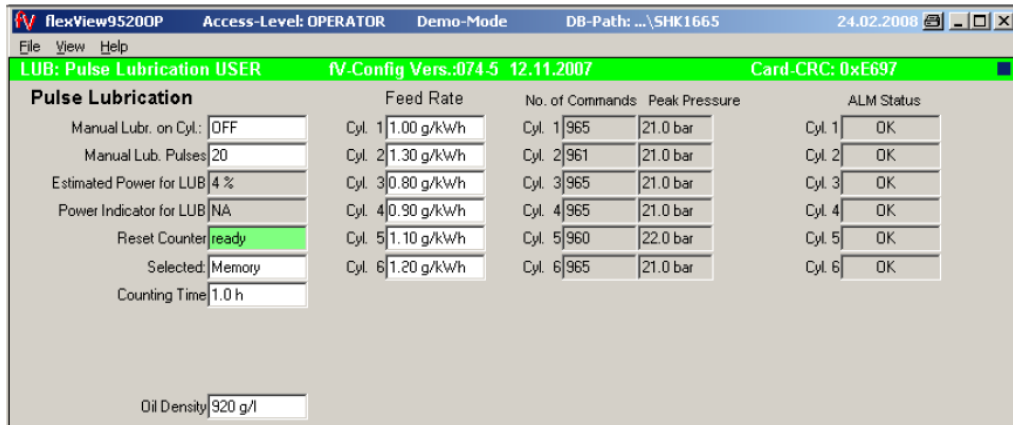 flexView9520OP Access-Level: OPERATOR Demo-Mode DB-Path: ...\SHK1665 24.02.2008
File View Help
LUB: Pulse Lubrication USER fV-Config Vers.:074-5 12.11.2007 Card-CRC: 0xE697
Pulse Lubrication Feed Rate No. of Commands Peak Pressure ALM Status
Manual Lubr. on Cyl.: OFF Cyl. 1 1.00 g/kWh Cyl. 1 965 21.0 bar Cyl. 1 OK
Manual Lub. Pulses 20 Cyl. 2 1.30 g/kWh Cyl. 2 961 21.0 bar Cyl. 2 OK
Estimated Power for LUB 4 % Cyl. 3 0.80 g/kWh Cyl. 3 965 21.0 bar Cyl. 3 OK
Power Indicator for LUB NA Cyl. 4 0.90 g/kWh Cyl. 4 965 21.0 bar Cyl. 4 OK
Reset Counter ready Cyl. 5 1.10 g/kWh Cyl. 5 960 22.0 bar Cyl. 5 OK
Selected: Memory Cyl. 6 1.20 g/kWh Cyl. 6 965 21.0 bar Cyl. 6 OK
Counting Time 1.0 h
Oil Density 920 g/l